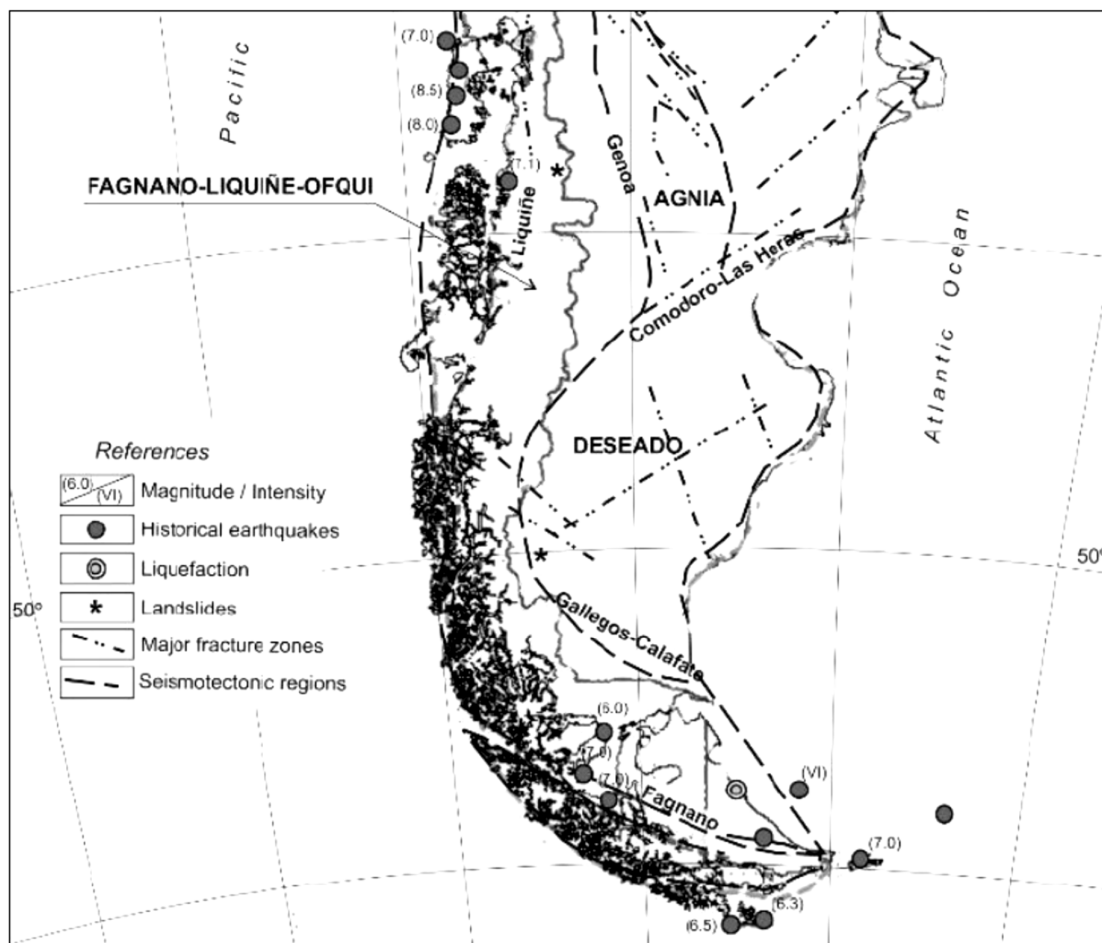 Pacific
(7.0)
(8.5)
(8.0)
(7.1)
FAGNANO-LIQUIÑE-OFQUI
Liquiñe
Genoa
AGNIA
Comodoro-Las Heras
Atlantic Ocean
DESEADO
References
(6.0) (VI) Magnitude / Intensity
Historical earthquakes
Liquefaction
* Landslides
Major fracture zones
Seismotectonic regions
50º
50º
Gallegos-Calafate
(6.0)
(7.0)
(7.0)
Fagnano
(VI)
(7.0)
(6.3)
(6.5)